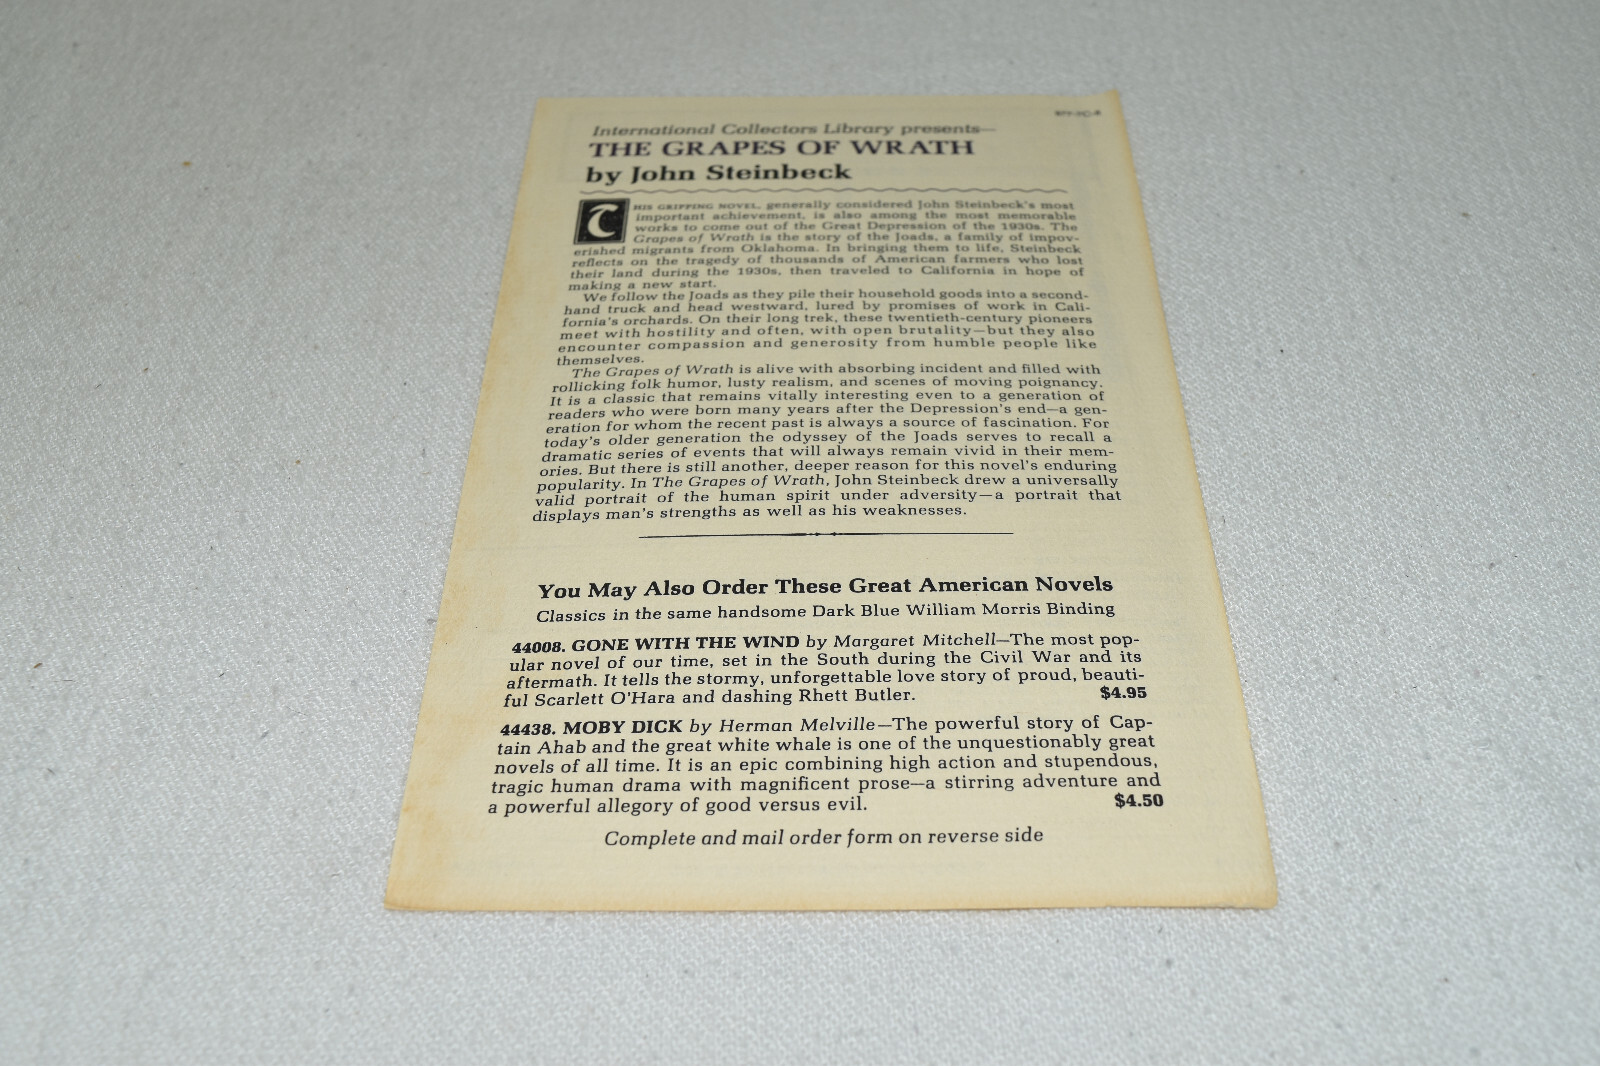 International Collectors Library presents—
THE GRAPES OF WRATH
by John Steinbeck
THIS GRIPPING NOVEL, generally considered John Steinbeck's most
important achievement, is also among the most memorable
works to come out of the Great Depression of the 1930s. The
Grapes of Wrath is the story of the Joads, a family of impov-
erished migrants from Oklahoma. In bringing them to life, Steinbeck
reflects on the tragedy of thousands of American farmers who lost
their land during the 1930s, then traveled to California in hope of
making a new start.
We follow the Joads as they pile their household goods into a second-
hand truck and head westward, lured by promises of work in Cali-
fornia's orchards. On their long trek, these twentieth-century pioneers
meet with hostility and often, with open brutality—but they also
encounter compassion and generosity from humble people like
themselves.
The Grapes of Wrath is alive with absorbing incident and filled with
rollicking folk humor, lusty realism, and scenes of moving poignancy.
It is a classic that remains vitally interesting even to a generation of
readers who were born many years after the Depression's end—a gen-
eration for whom the recent past is always a source of fascination. For
today's older generation the odyssey of the Joads serves to recall a
dramatic series of events that will always remain vivid in their mem-
ories. But there is still another, deeper reason for this novel's enduring
popularity. In The Grapes of Wrath, John Steinbeck drew a universally
valid portrait of the human spirit under adversity—a portrait that
displays man's strengths as well as his weaknesses.
You May Also Order These Great American Novels
Classics in the same handsome Dark Blue William Morris Binding
44008. GONE WITH THE WIND by Margaret Mitchell—The most pop-
ular novel of our time, set in the South during the Civil War and its
aftermath. It tells the stormy, unforgettable love story of proud, beauti-
ful Scarlett O'Hara and dashing Rhett Butler. $4.95
44438. MOBY DICK by Herman Melville—The powerful story of Cap-
tain Ahab and the great white whale is one of the unquestionably great
novels of all time. It is an epic combining high action and stupendous,
tragic human drama with magnificent prose—a stirring adventure and
a powerful allegory of good versus evil. $4.50
Complete and mail order form on reverse side